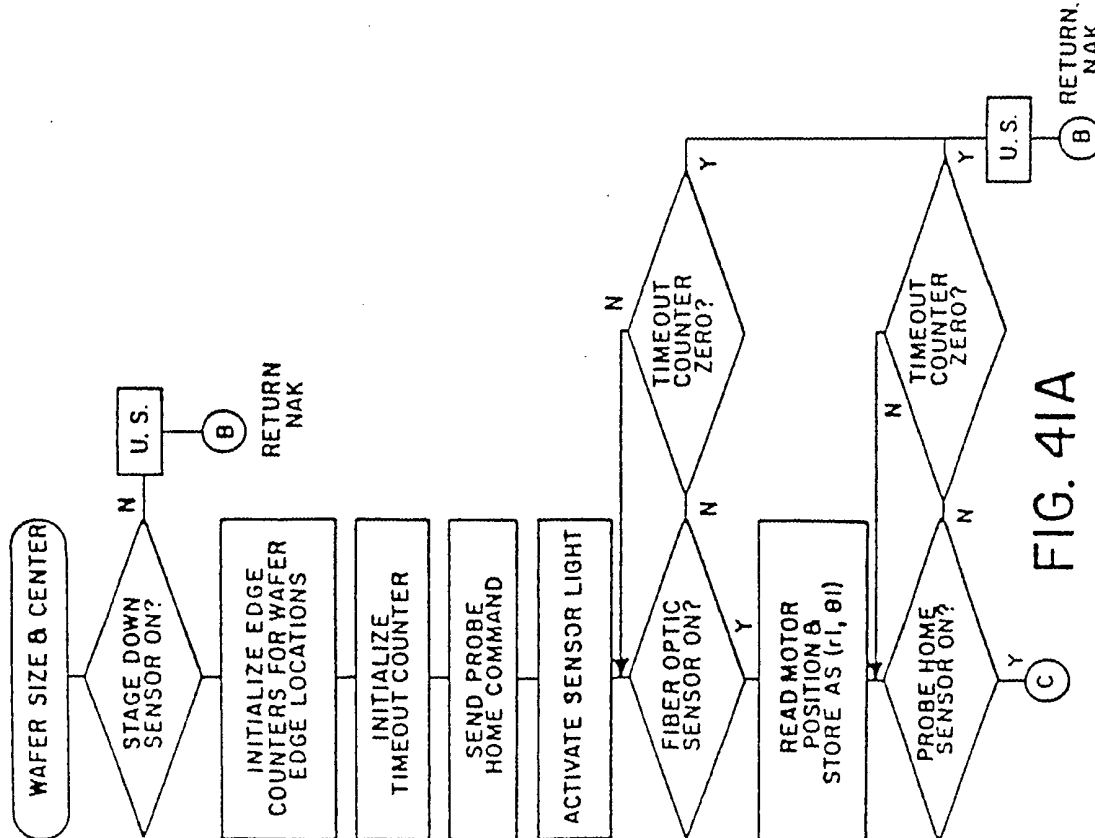 WAFER SIZE & CENTER
STAGE DOWN
SENSOR ON?
N
U. S.
B
RETURN
NAK
INITIALIZE EDGE
COUNTERS FOR WAFER
EDGE LOCATIONS
INITIALIZE
TIMEOUT COUNTER
SEND PROBE
HOME COMMAND
ACTIVATE SENSOR LIGHT
FIBER OPTIC
SENSOR ON?
N
Y
TIMEOUT
COUNTER
ZERO?
N
Y
READ MOTOR
POSITION &
STORE AS (r1, θ1)
PROBE HOME
SENSOR ON?
N
Y
C
TIMEOUT
COUNTER
ZERO?
N
Y
U. S.
B
RETURN.
NAK
FIG. 41A